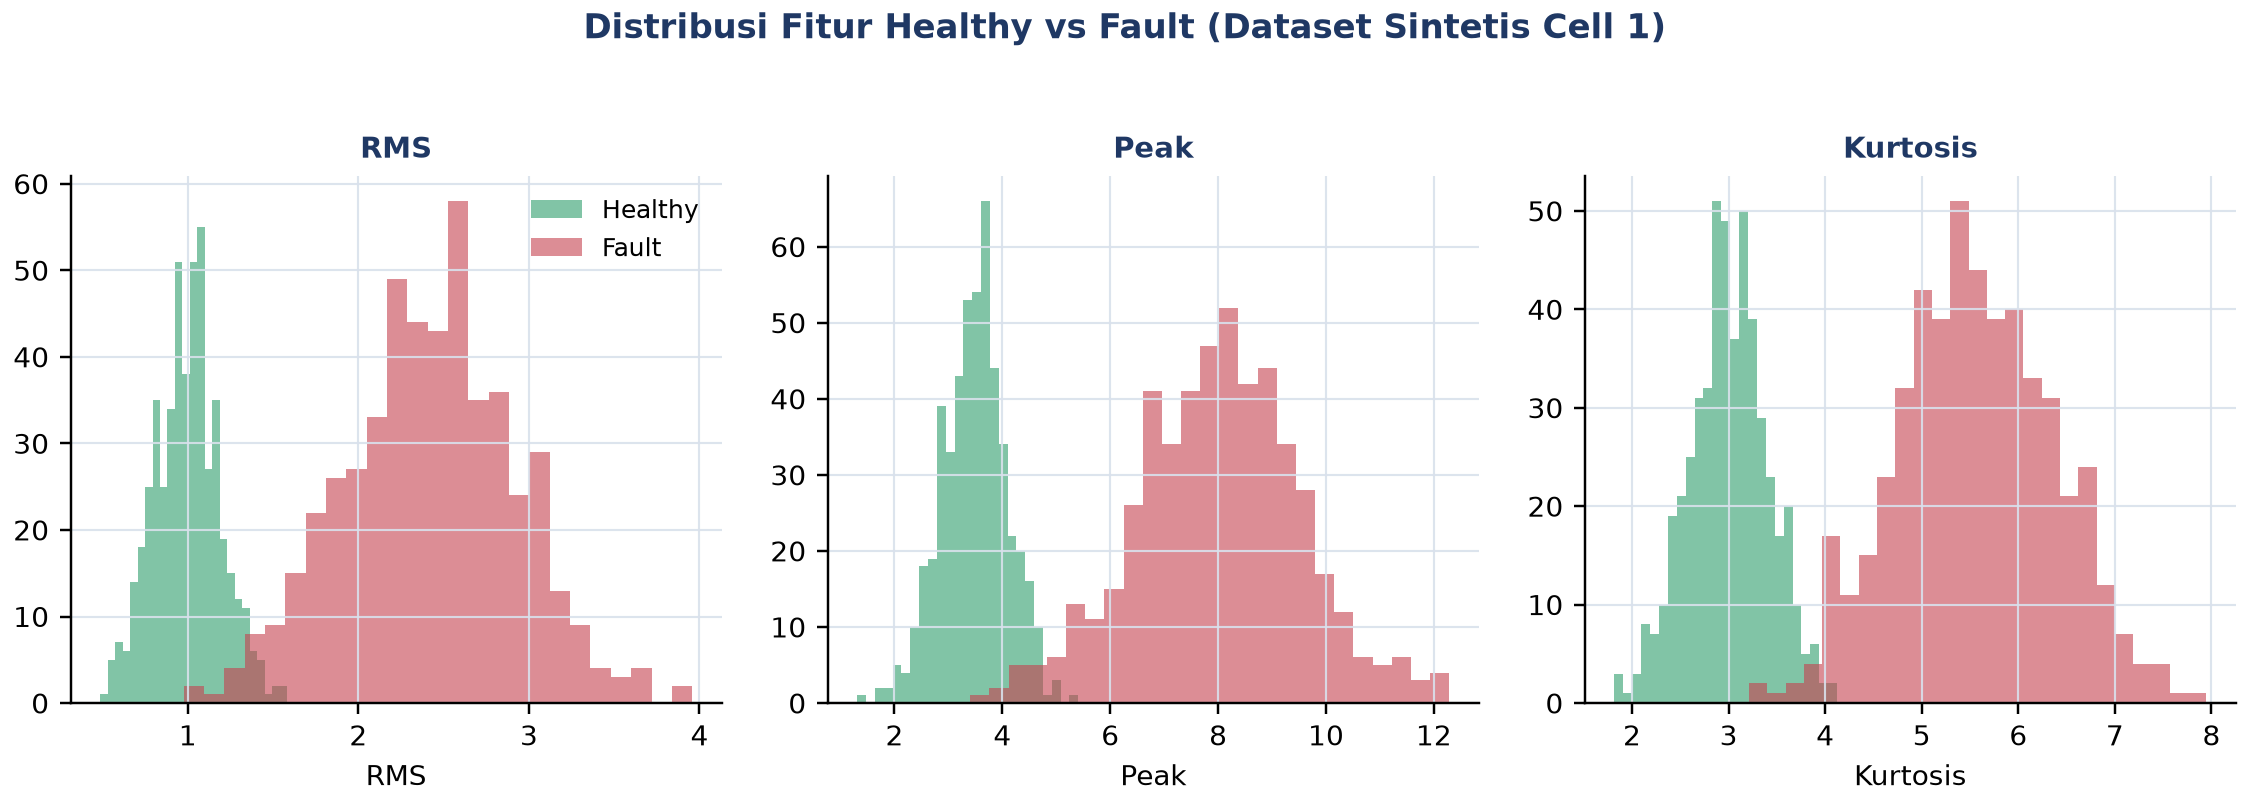 Distribusi Fitur Healthy vs Fault (Dataset Sintetis Cell 1)
RMS
60
50
40
30
20
10
0
Healthy
Fault
1 2 3 4
RMS
Peak
60
50
40
30
20
10
0
2 4 6 8 10 12
Peak
Kurtosis
50
40
30
20
10
0
2 3 4 5 6 7 8
Kurtosis